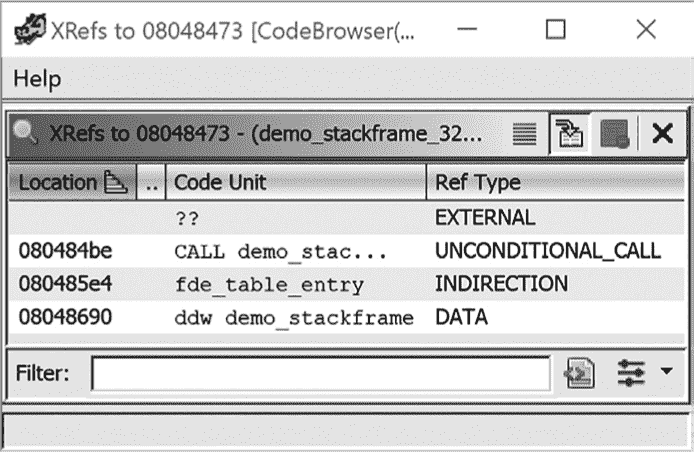 XRefs to 08048473 [CodeBrowser(...
Help
XRefs to 08048473 - (demo_stackframe_32...
Location .. Code Unit Ref Type
?? EXTERNAL
080484be CALL demo_stac... UNCONDITIONAL_CALL
080485e4 fde_table_entry INDIRECTION
08048690 ddw demo_stackframe DATA
Filter: